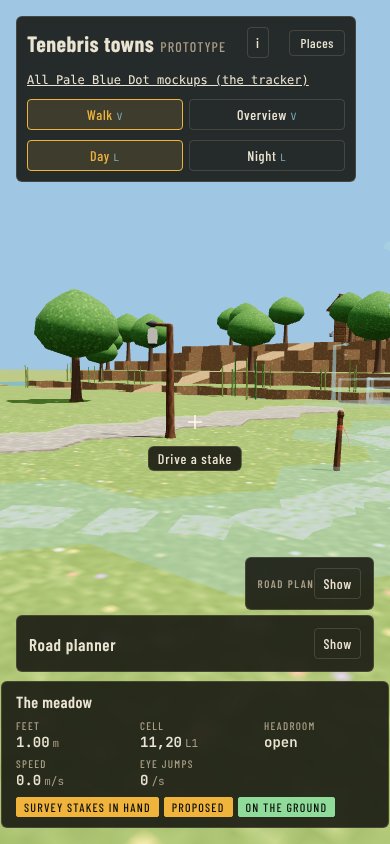 Tenebris towns PROTOTYPE i Places
All Pale Blue Dot mockups (the tracker)
Walk V Overview V
Day L Night L
Drive a stake
ROAD PLAN Show
Road planner Show
The meadow
FEET CELL HEADROOM
1.00 m 11,20 L1 open
SPEED EYE JUMPS
0.0 m/s 0 /s
SURVEY STAKES IN HAND PROPOSED ON THE GROUND